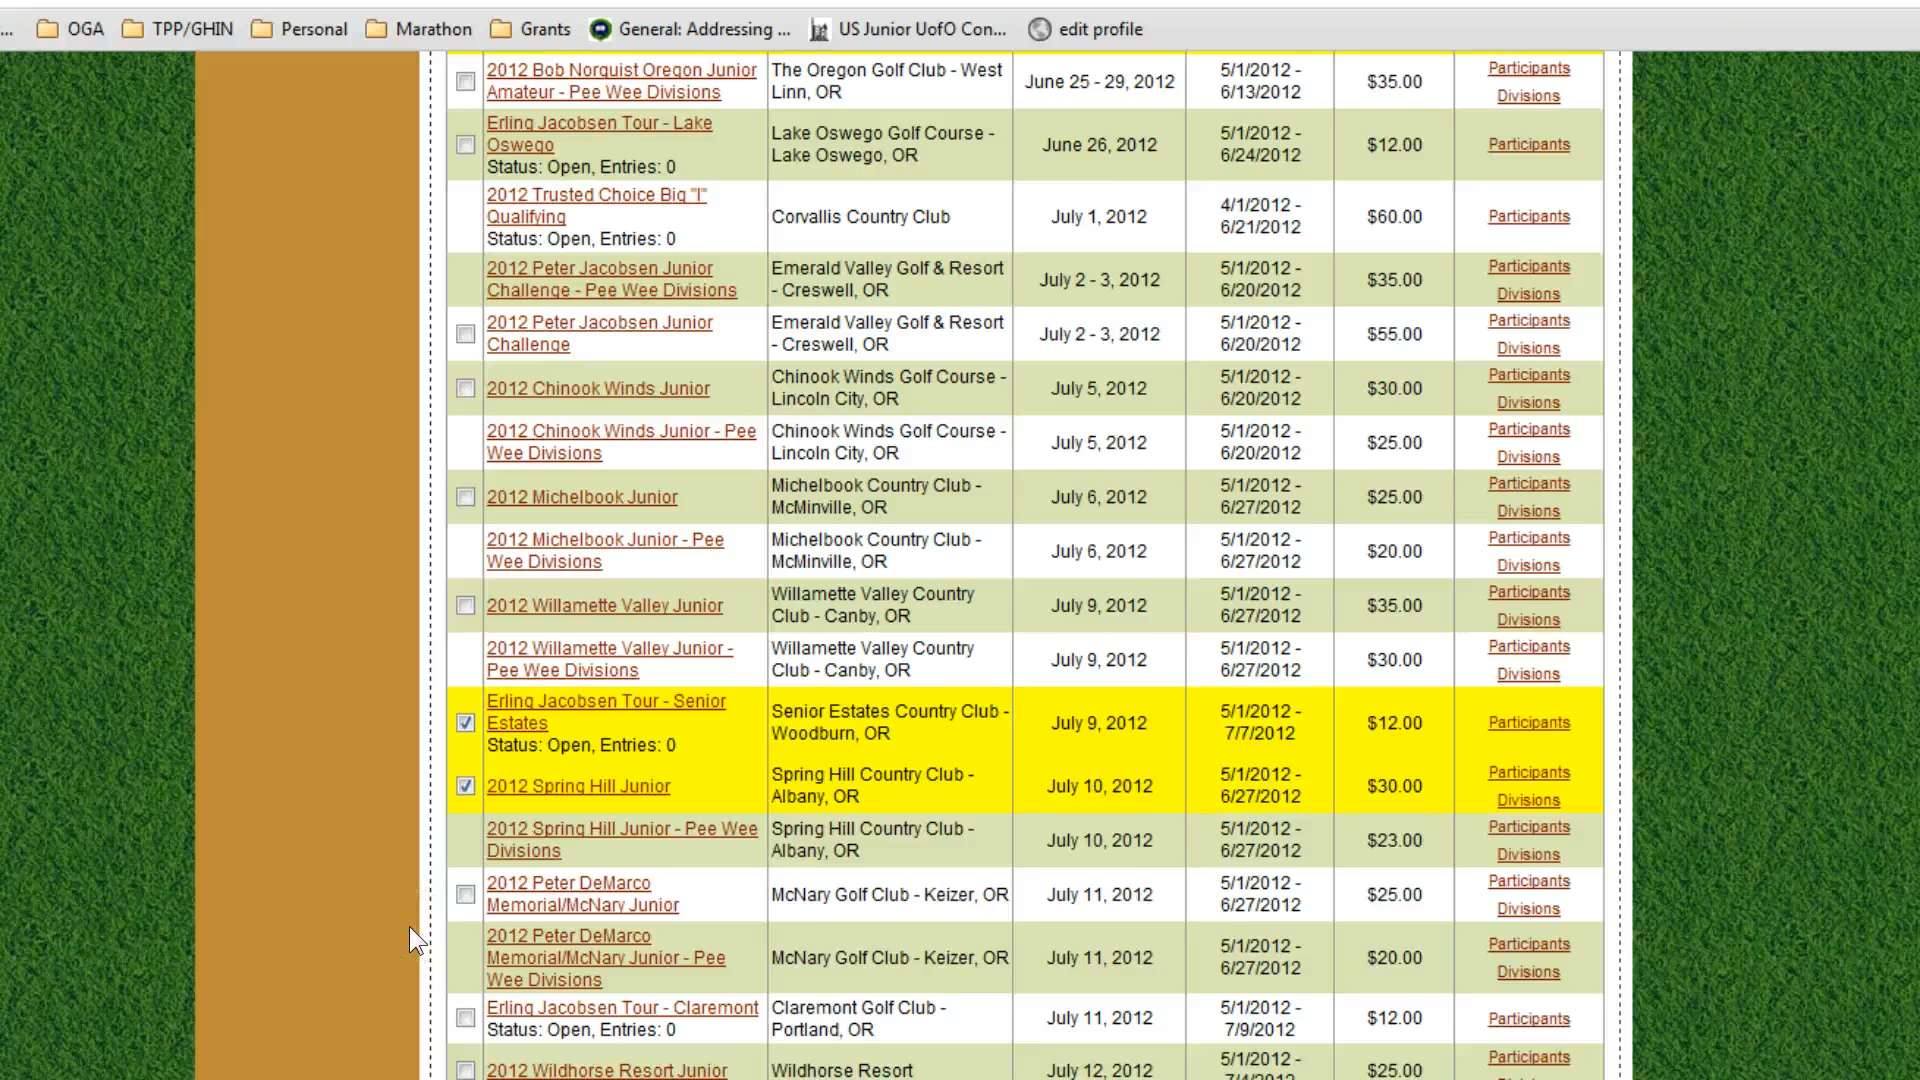 ... OGA TPP/GHIN Personal Marathon Grants General: Addressing ... US Junior UofO Con... edit profile
2012 Bob Norquist Oregon Junior
Amateur - Pee Wee Divisions
The Oregon Golf Club - West
Linn, OR
June 25 - 29, 2012
5/1/2012 -
6/13/2012
$35.00
Participants
Divisions
Erling Jacobsen Tour - Lake
Oswego
Status: Open, Entries: 0
Lake Oswego Golf Course -
Lake Oswego, OR
June 26, 2012
5/1/2012 -
6/24/2012
$12.00
Participants
2012 Trusted Choice Big "I"
Qualifying
Status: Open, Entries: 0
Corvallis Country Club
July 1, 2012
4/1/2012 -
6/21/2012
$60.00
Participants
2012 Peter Jacobsen Junior
Challenge - Pee Wee Divisions
Emerald Valley Golf & Resort
- Creswell, OR
July 2 - 3, 2012
5/1/2012 -
6/20/2012
$35.00
Participants
Divisions
2012 Peter Jacobsen Junior
Challenge
Emerald Valley Golf & Resort
- Creswell, OR
July 2 - 3, 2012
5/1/2012 -
6/20/2012
$55.00
Participants
Divisions
2012 Chinook Winds Junior
Chinook Winds Golf Course -
Lincoln City, OR
July 5, 2012
5/1/2012 -
6/20/2012
$30.00
Participants
Divisions
2012 Chinook Winds Junior - Pee
Wee Divisions
Chinook Winds Golf Course -
Lincoln City, OR
July 5, 2012
5/1/2012 -
6/20/2012
$25.00
Participants
Divisions
2012 Michelbook Junior
Michelbook Country Club -
McMinville, OR
July 6, 2012
5/1/2012 -
6/27/2012
$25.00
Participants
Divisions
2012 Michelbook Junior - Pee
Wee Divisions
Michelbook Country Club -
McMinville, OR
July 6, 2012
5/1/2012 -
6/27/2012
$20.00
Participants
Divisions
2012 Willamette Valley Junior
Willamette Valley Country
Club - Canby, OR
July 9, 2012
5/1/2012 -
6/27/2012
$35.00
Participants
Divisions
2012 Willamette Valley Junior -
Pee Wee Divisions
Willamette Valley Country
Club - Canby, OR
July 9, 2012
5/1/2012 -
6/27/2012
$30.00
Participants
Divisions
Erling Jacobsen Tour - Senior
Estates
Status: Open, Entries: 0
Senior Estates Country Club -
Woodburn, OR
July 9, 2012
5/1/2012 -
7/7/2012
$12.00
Participants
2012 Spring Hill Junior
Spring Hill Country Club -
Albany, OR
July 10, 2012
5/1/2012 -
6/27/2012
$30.00
Participants
Divisions
2012 Spring Hill Junior - Pee Wee
Divisions
Spring Hill Country Club -
Albany, OR
July 10, 2012
5/1/2012 -
6/27/2012
$23.00
Participants
Divisions
2012 Peter DeMarco
Memorial/McNary Junior
McNary Golf Club - Keizer, OR
July 11, 2012
5/1/2012 -
6/27/2012
$25.00
Participants
Divisions
2012 Peter DeMarco
Memorial/McNary Junior - Pee
Wee Divisions
McNary Golf Club - Keizer, OR
July 11, 2012
5/1/2012 -
6/27/2012
$20.00
Participants
Divisions
Erling Jacobsen Tour - Claremont
Status: Open, Entries: 0
Claremont Golf Club -
Portland, OR
July 11, 2012
5/1/2012 -
7/9/2012
$12.00
Participants
2012 Wildhorse Resort Junior
Wildhorse Resort
July 12, 2012
5/1/2012 -
$25.00
Participants